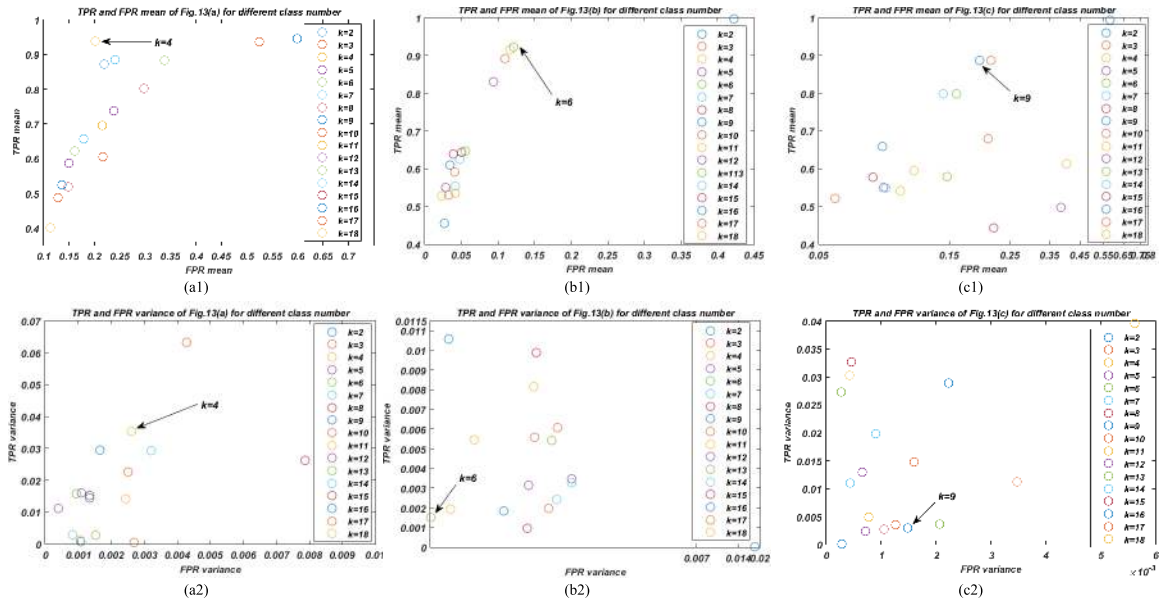 TPR and FPR mean of Fig.13(a) for different class number
TPR mean
1
0.9
0.8
0.7
0.6
0.5
0.4
0.1 0.15 0.2 0.25 0.3 0.35 0.4 0.45 0.5 0.55 0.6 0.65 0.7
FPR mean
k=4
k=2
k=3
k=4
k=5
k=6
k=7
k=8
k=9
k=10
k=11
k=12
k=13
k=14
k=15
k=16
k=17
k=18
(a1)
TPR and FPR mean of Fig.13(b) for different class number
TPR mean
1
0.9
0.8
0.7
0.6
0.5
0.4
0 0.05 0.1 0.15 0.2 0.25 0.3 0.35 0.4 0.45
FPR mean
k=6
k=2
k=3
k=4
k=5
k=6
k=7
k=8
k=9
k=10
k=11
k=12
k=113
k=14
k=15
k=16
k=17
k=18
(b1)
TPR and FPR mean of Fig.13(c) for different class number
TPR mean
1
0.9
0.8
0.7
0.6
0.5
0.4
0.05 0.15 0.25 0.35 0.45
FPR mean
k=9
k=2
k=3
k=4
k=5
k=6
k=7
k=8
k=9
k=10
k=11
k=12
k=13
k=14
k=15
k=16
k=17
k=18
(c1)
TPR and FPR variance of Fig.13(a) for different class number
TPR variance
0.07
0.06
0.05
0.04
0.03
0.02
0.01
0
0 0.001 0.002 0.003 0.004 0.005 0.006 0.007 0.008 0.009 0.01
FPR variance
k=4
k=2
k=3
k=4
k=5
k=6
k=7
k=8
k=9
k=10
k=11
k=12
k=13
k=14
k=15
k=16
k=17
k=18
(a2)
TPR and FPR variance of Fig.13(b) for different class number
TPR variance
0.0115
0.011
0.01
0.009
0.008
0.007
0.006
0.005
0.004
0.003
0.002
0.001
0
0.007 0.014 0.02
FPR variance
k=6
k=2
k=3
k=4
k=5
k=6
k=7
k=8
k=9
k=10
k=11
k=12
k=13
k=14
k=15
k=16
k=17
k=18
(b2)
TPR and FPR variance of Fig.13(c) for different class number
TPR variance
0.04
0.035
0.03
0.025
0.02
0.015
0.01
0.005
0
0 1 2 3 4 5 6
×10⁻³
FPR variance
k=9
k=2
k=3
k=4
k=5
k=6
k=7
k=8
k=9
k=10
k=11
k=12
k=13
k=14
k=15
k=16
k=17
k=18
(c2)